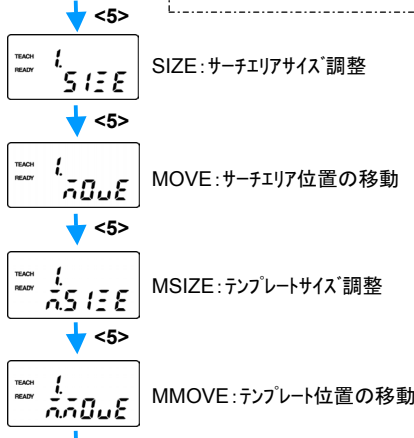 <5>
TEACH 1.
READY SIZE
SIZE:サーチエリアサイズ調整
<5>
TEACH 1.
READY MOVE
MOVE:サーチエリア位置の移動
<5>
TEACH 1.
READY M.SIZE
MSIZE:テンプレートサイズ調整
<5>
TEACH 1.
READY M.MOVE
MMOVE:テンプレート位置の移動